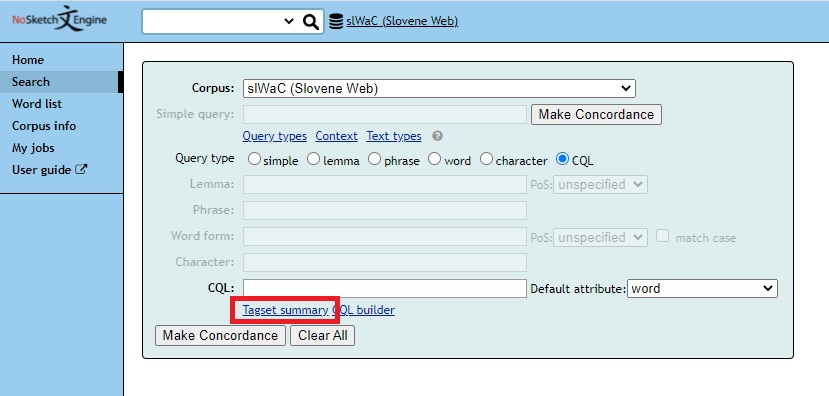 NoSketch Engine
slWaC (Slovene Web)
Home
Search
Word list
Corpus info
My jobs
User guide
Corpus: slWaC (Slovene Web)
Simple query: Make Concordance
Query types Context Text types ?
Query type simple lemma phrase word character CQL
Lemma: PoS: unspecified
Phrase:
Word form: PoS: unspecified match case
Character:
CQL: Default attribute: word
Tagset summary CQL builder
Make Concordance Clear All